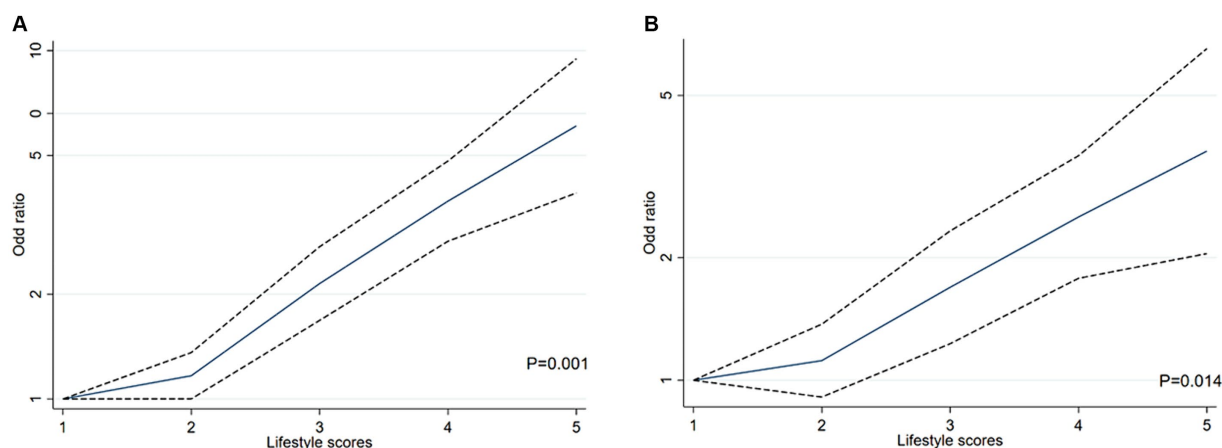 A
10
0
5
2
1
Odd ratio
P=0.001
1 2 3 4 5
Lifestyle scores
B
5
2
1
Odd ratio
P=0.014
1 2 3 4 5
Lifestyle scores